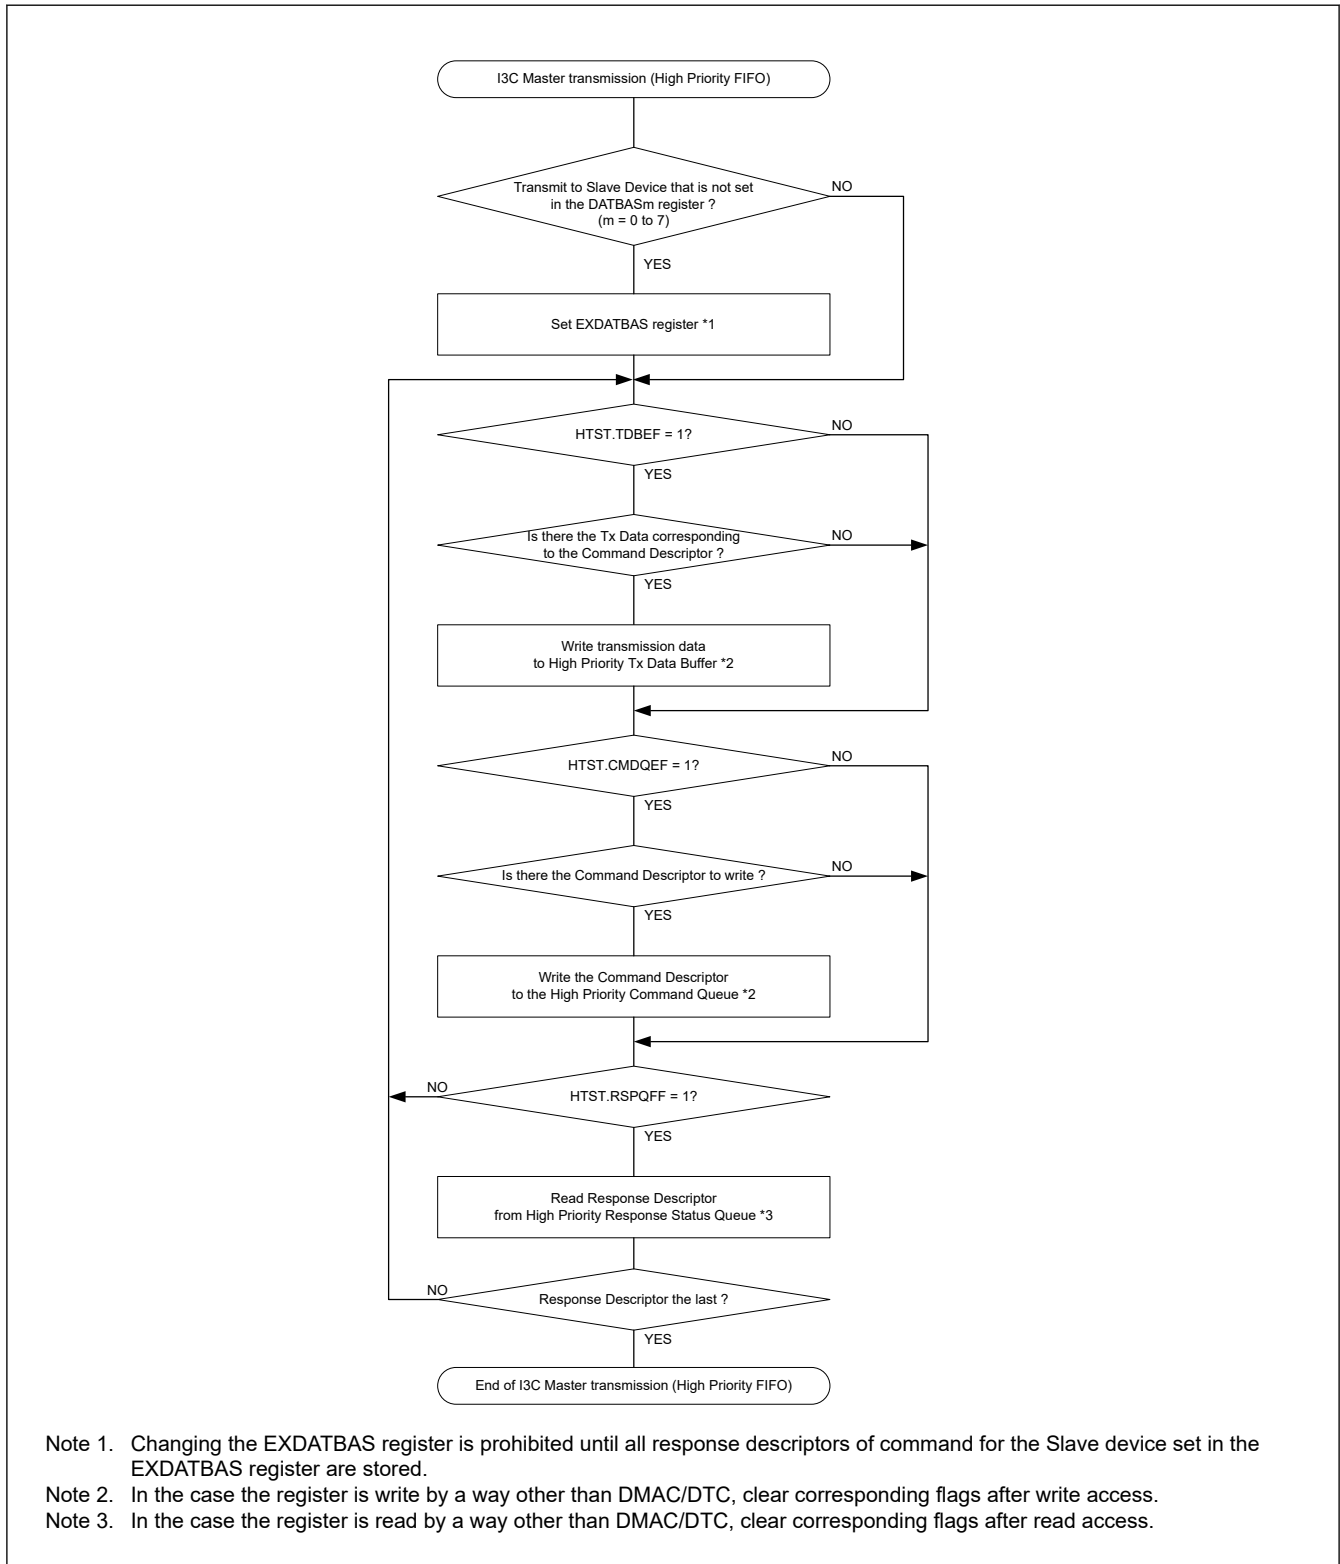 I3C Master transmission (High Priority FIFO)
Transmit to Slave Device that is not set
in the DATBASm register ?
(m = 0 to 7)
NO
YES
Set EXDATBAS register *1
HTST.TDBEF = 1?
NO
YES
Is there the Tx Data corresponding
to the Command Descriptor ?
NO
YES
Write transmission data
to High Priority Tx Data Buffer *2
HTST.CMDQEF = 1?
NO
YES
Is there the Command Descriptor to write ?
NO
YES
Write the Command Descriptor
to the High Priority Command Queue *2
NO
HTST.RSPQFF = 1?
YES
Read Response Descriptor
from High Priority Response Status Queue *3
NO
Response Descriptor the last ?
YES
End of I3C Master transmission (High Priority FIFO)
Note 1. Changing the EXDATBAS register is prohibited until all response descriptors of command for the Slave device set in the
EXDATBAS register are stored.
Note 2. In the case the register is write by a way other than DMAC/DTC, clear corresponding flags after write access.
Note 3. In the case the register is read by a way other than DMAC/DTC, clear corresponding flags after read access.